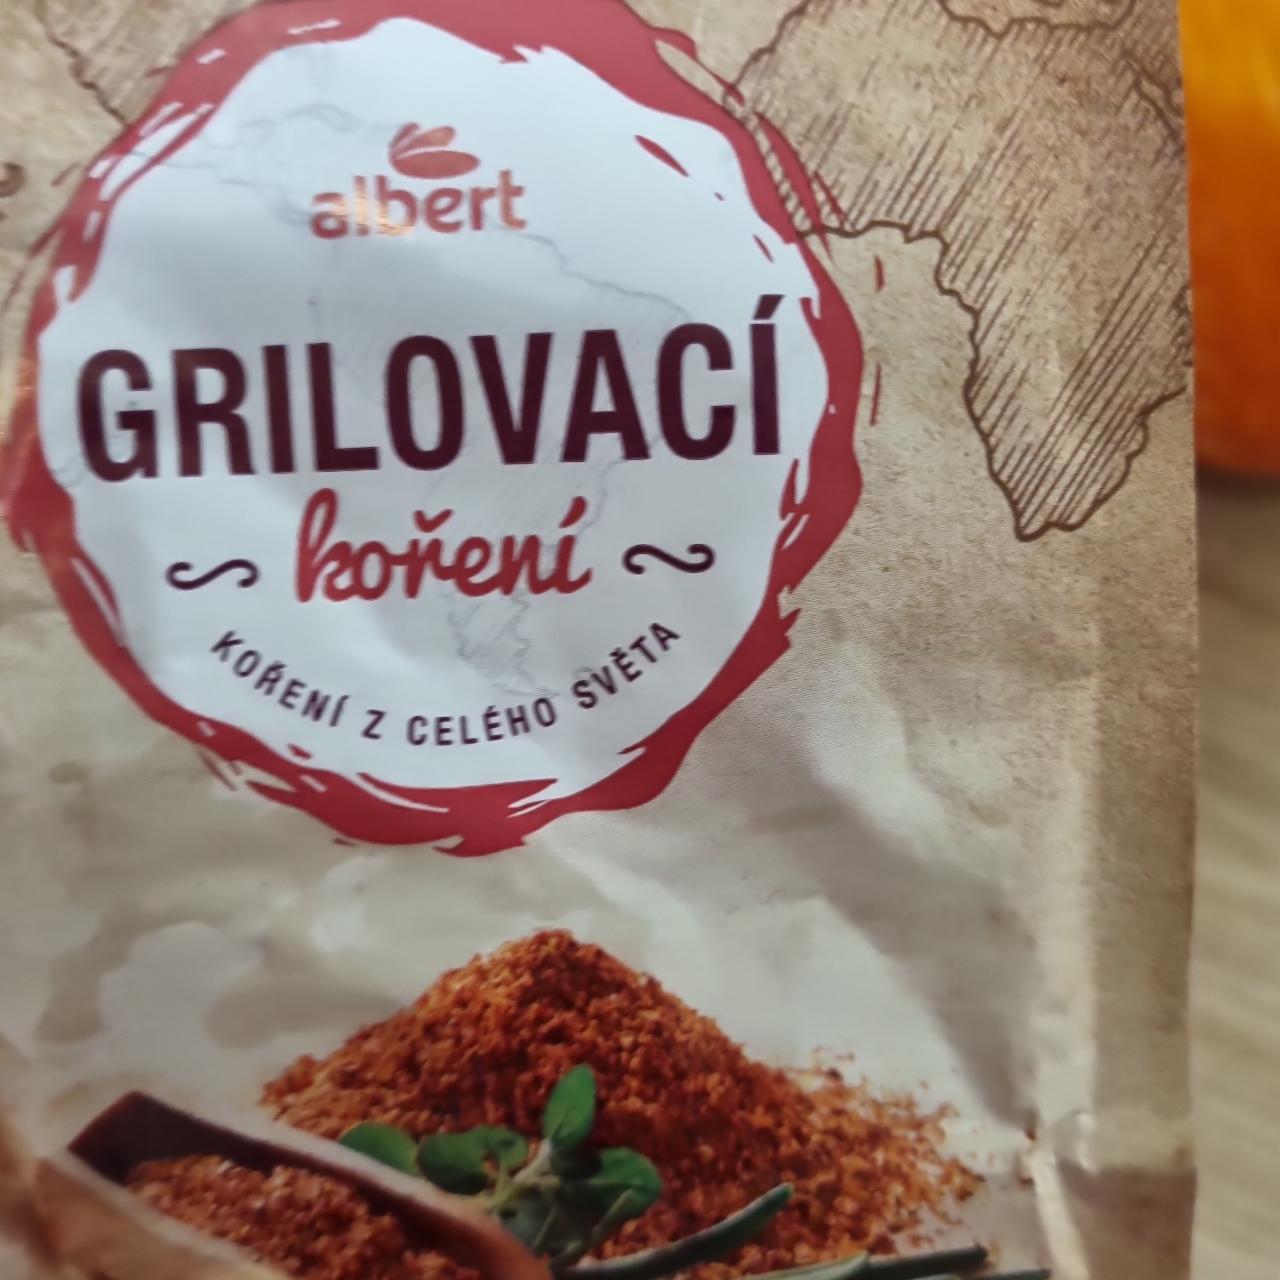 albert
GRILOVACÍ
koření
KOŘENÍ Z CELÉHO SVĚTA